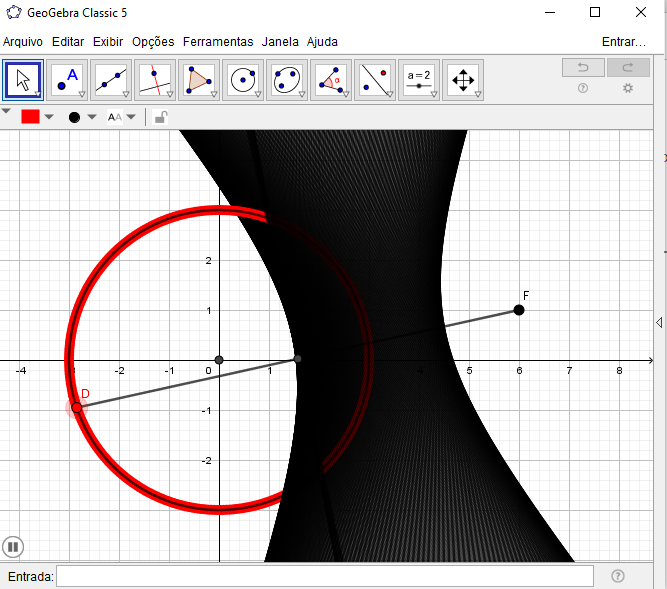 GeoGebra Classic 5
Arquivo Editar Exibir Opções Ferramentas Janela Ajuda Entrar...
A α a = 2
AA
2
1
-4 -3 -2 -1 0 1 2 3 4 5 6 7 8
-1
-2
D
F
Entrada: